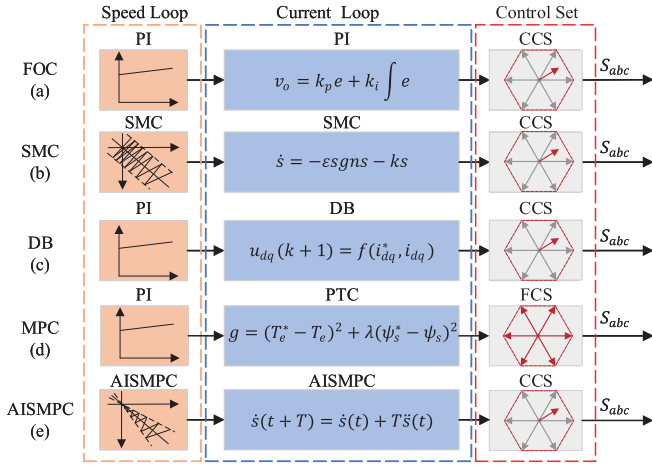 Speed Loop Current Loop Control Set
PI PI CCS
FOC
(a)
v_o = k_p e + k_i ∫ e
S_abc
SMC SMC CCS
SMC
(b)
ṡ = −εsgns − ks
S_abc
PI DB CCS
DB
(c)
u_dq(k + 1) = f(i*_dq, i_dq)
S_abc
PI PTC FCS
MPC
(d)
g = (T_e* − T_e)² + λ(ψ_s* − ψ_s)²
S_abc
AISMPC AISMPC CCS
AISMPC
(e)
ṡ(t + T) = ṡ(t) + Ts̈(t)
S_abc